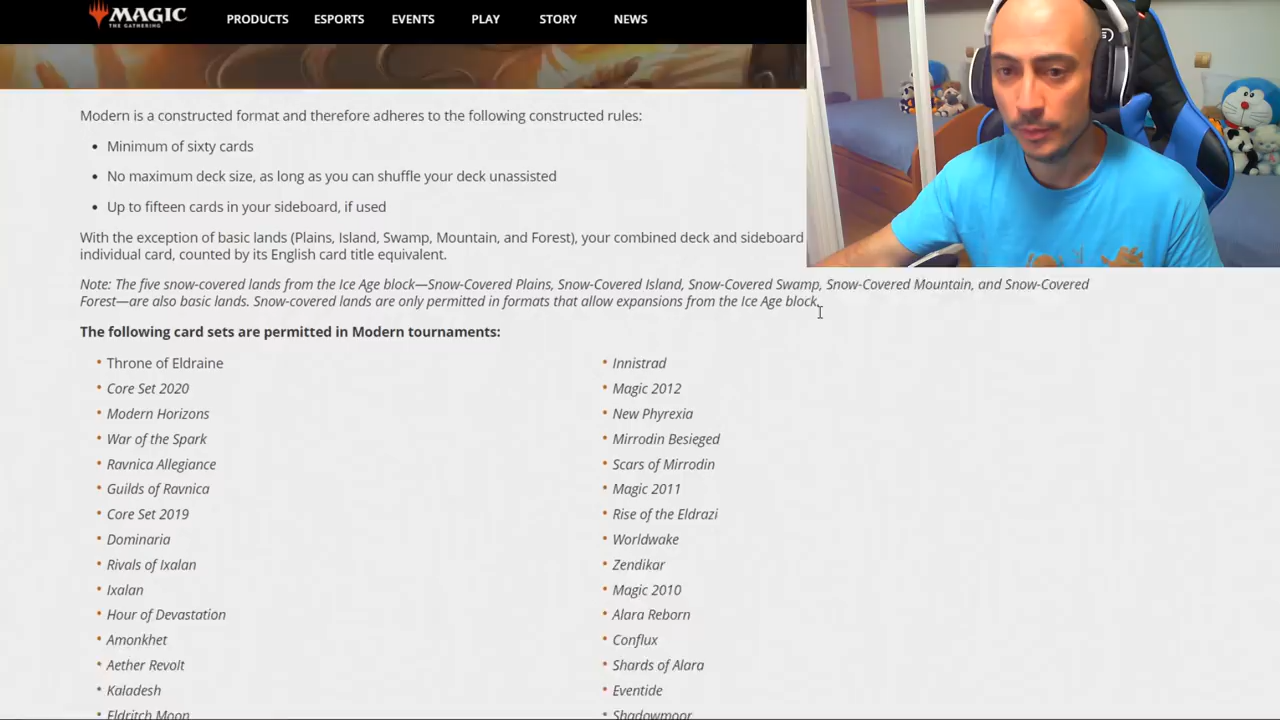 MAGIC
THE GATHERING
PRODUCTS ESPORTS EVENTS PLAY STORY NEWS
Modern is a constructed format and therefore adheres to the following constructed rules:
• Minimum of sixty cards
• No maximum deck size, as long as you can shuffle your deck unassisted
• Up to fifteen cards in your sideboard, if used
With the exception of basic lands (Plains, Island, Swamp, Mountain, and Forest), your combined deck and sideboard
individual card, counted by its English card title equivalent.
Note: The five snow-covered lands from the Ice Age block—Snow-Covered Plains, Snow-Covered Island, Snow-Covered Swamp, Snow-Covered Mountain, and Snow-Covered
Forest—are also basic lands. Snow-covered lands are only permitted in formats that allow expansions from the Ice Age block.
The following card sets are permitted in Modern tournaments:
• Throne of Eldraine
• Core Set 2020
• Modern Horizons
• War of the Spark
• Ravnica Allegiance
• Guilds of Ravnica
• Core Set 2019
• Dominaria
• Rivals of Ixalan
• Ixalan
• Hour of Devastation
• Amonkhet
• Aether Revolt
• Kaladesh
• Eldritch Moon
• Innistrad
• Magic 2012
• New Phyrexia
• Mirrodin Besieged
• Scars of Mirrodin
• Magic 2011
• Rise of the Eldrazi
• Worldwake
• Zendikar
• Magic 2010
• Alara Reborn
• Conflux
• Shards of Alara
• Eventide
• Shadowmoor